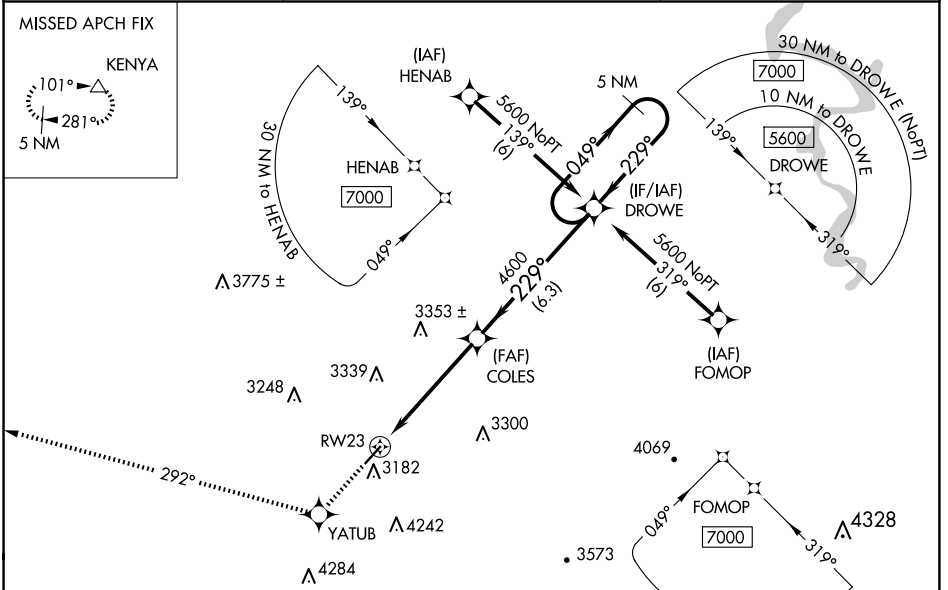 MISSED APCH FIX
KENYA
101°
281°
5 NM
(IAF)
HENAB
5600 NoPT
139°
(6)
5 NM
049°
229°
(IF/IAF)
DROWE
30 NM to HENAB
139°
HENAB
7000
049°
30 NM to DROWE (NoPT)
7000
10 NM to DROWE
5600
DROWE
139°
319°
4600
229°
(6.3)
5600 NoPT
319°
(6)
(IAF)
FOMOP
3775 ±
3353 ±
(FAF)
COLES
3339
3248
3300
RW23
3182
292°
YATUB
4242
4284
4069
FOMOP
7000
049°
319°
4328
3573